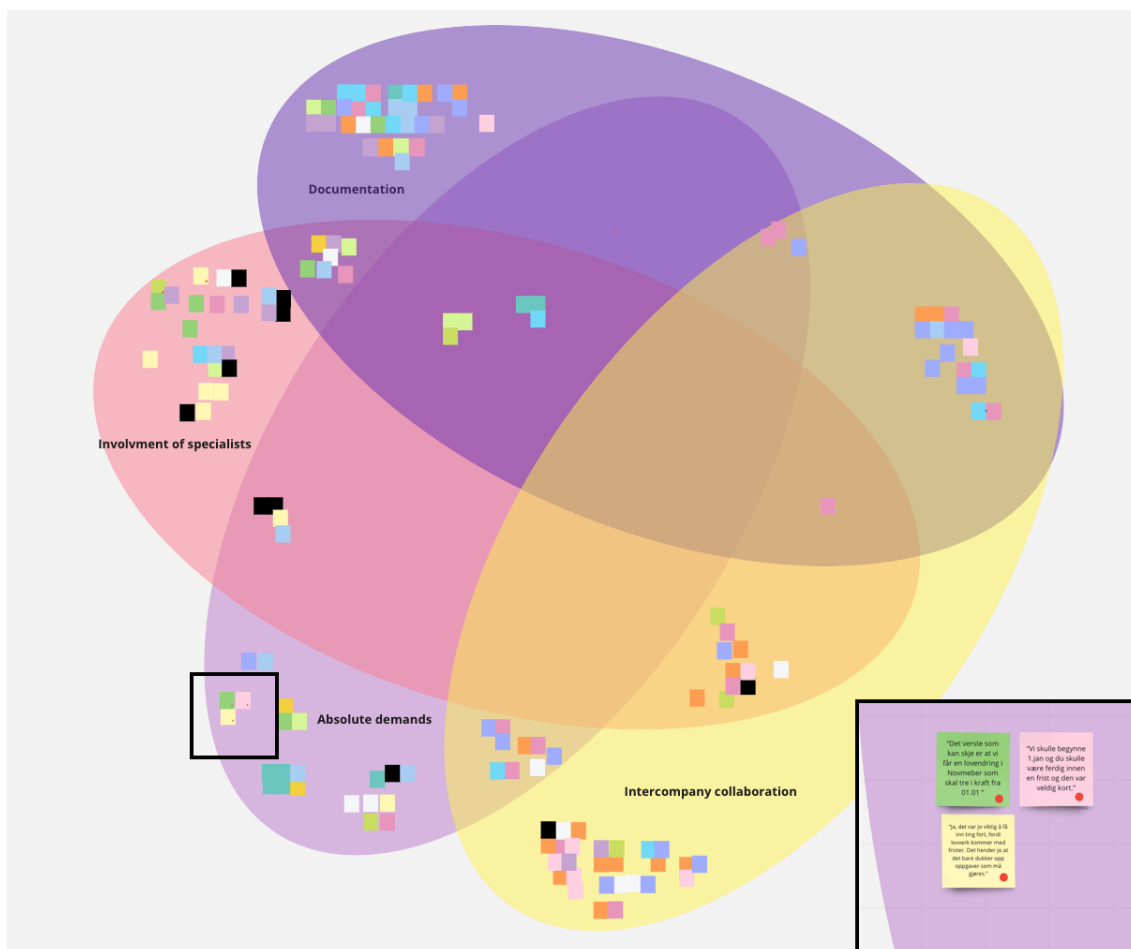 Documentation
Involvment of specialists
Absolute demands
Intercompany collaboration
"Det verste som
kan skje er at vi
får en lovendring i
Novmeber som
skal tre i kraft fra
01.01 "
"Vi skulle begynne
1.jan og du skulle
være ferdig innen
en frist og den var
veldig kort."
"Ja, det var jo viktig å få
inn ting fort, fordi
lovverk kommer med
frister. Det hender jo at
det bare dukker opp
oppgaver som må
gjøres."